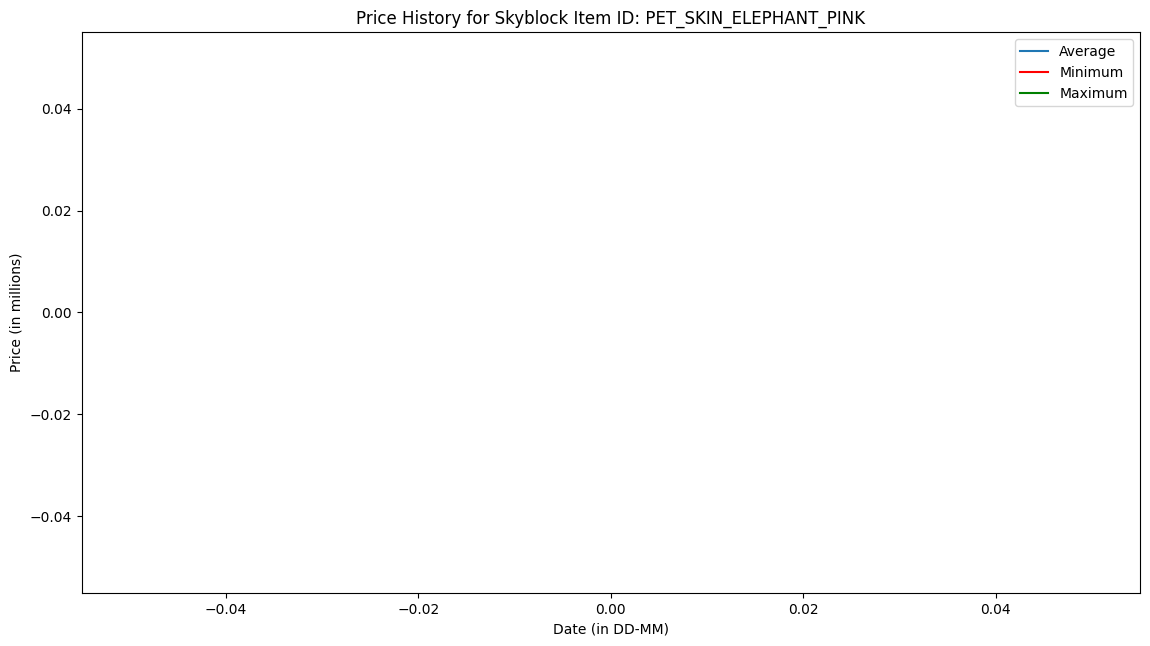 Price History for Skyblock Item ID: PET_SKIN_ELEPHANT_PINK
Average
Minimum
Maximum
0.04
0.02
0.00
−0.02
−0.04
Price (in millions)
−0.04
−0.02
0.00
0.02
0.04
Date (in DD-MM)